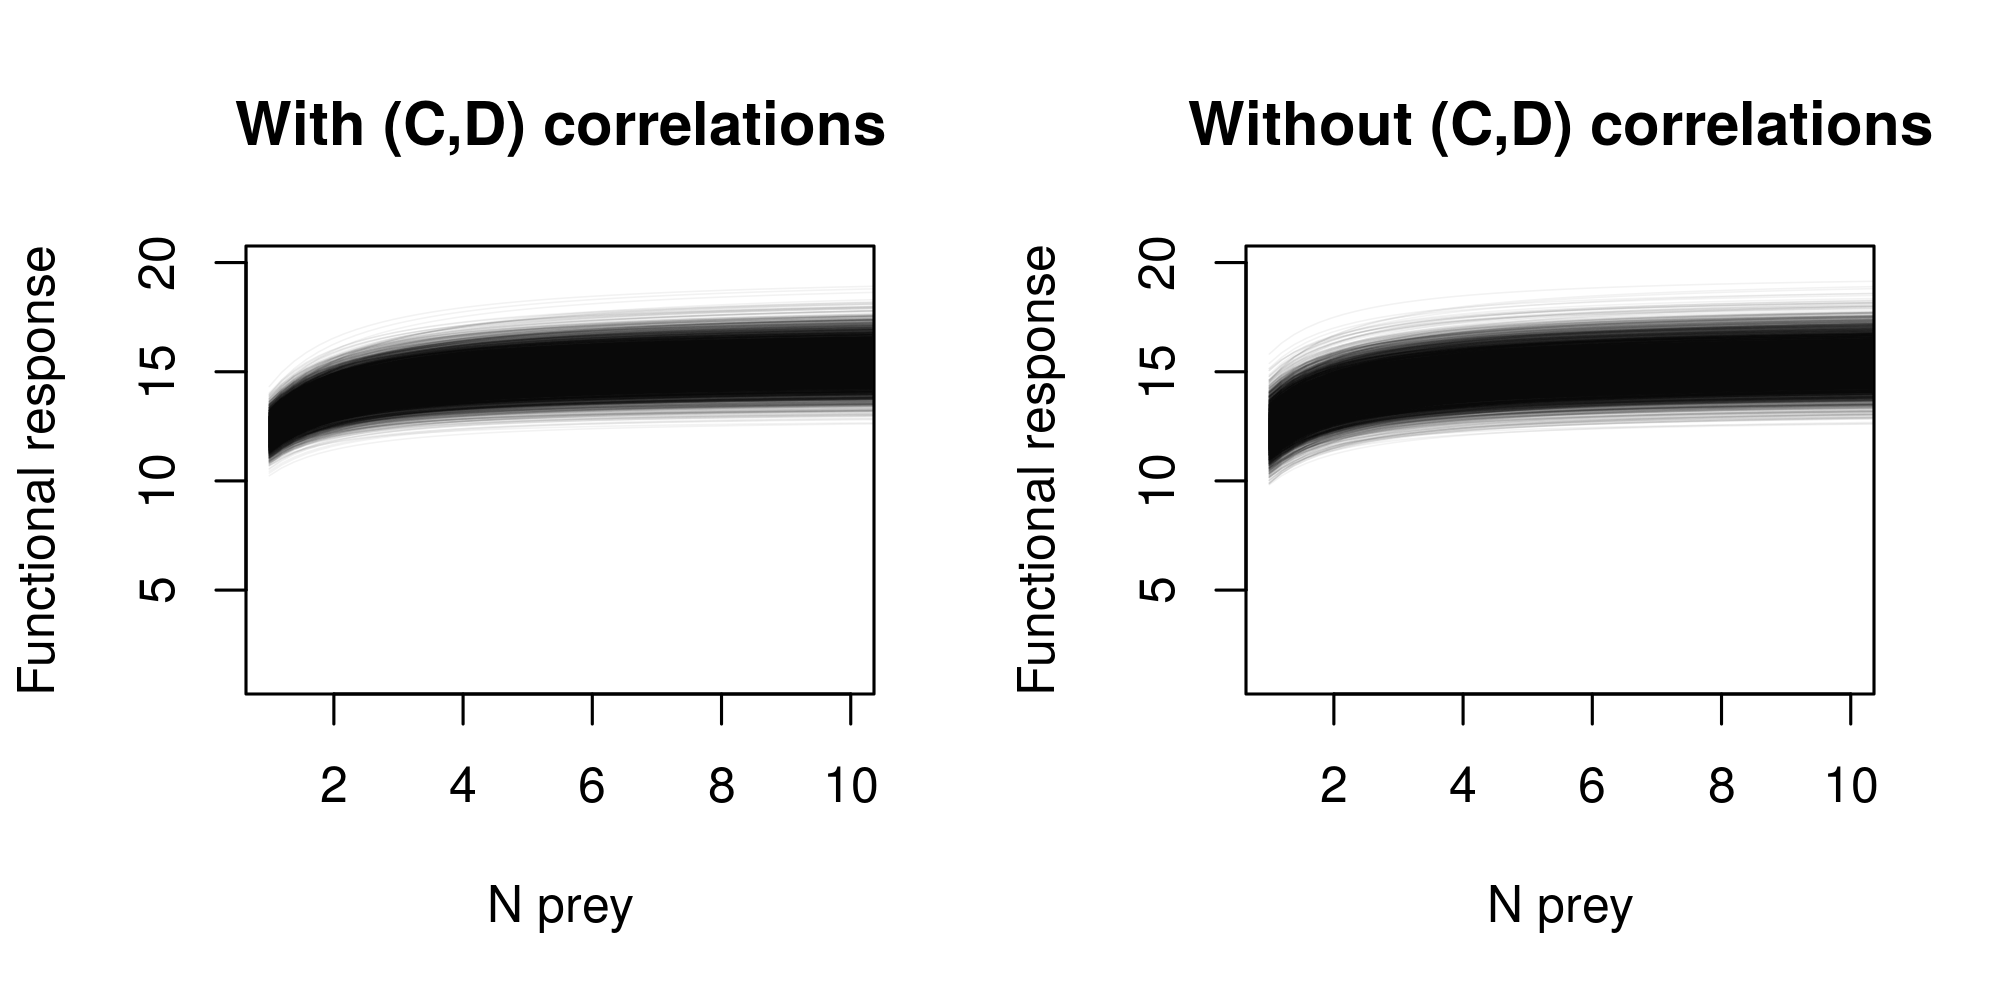 With (C,D) correlations
Functional response
20
15
10
5
2 4 6 8 10
N prey
Without (C,D) correlations
Functional response
20
15
10
5
2 4 6 8 10
N prey